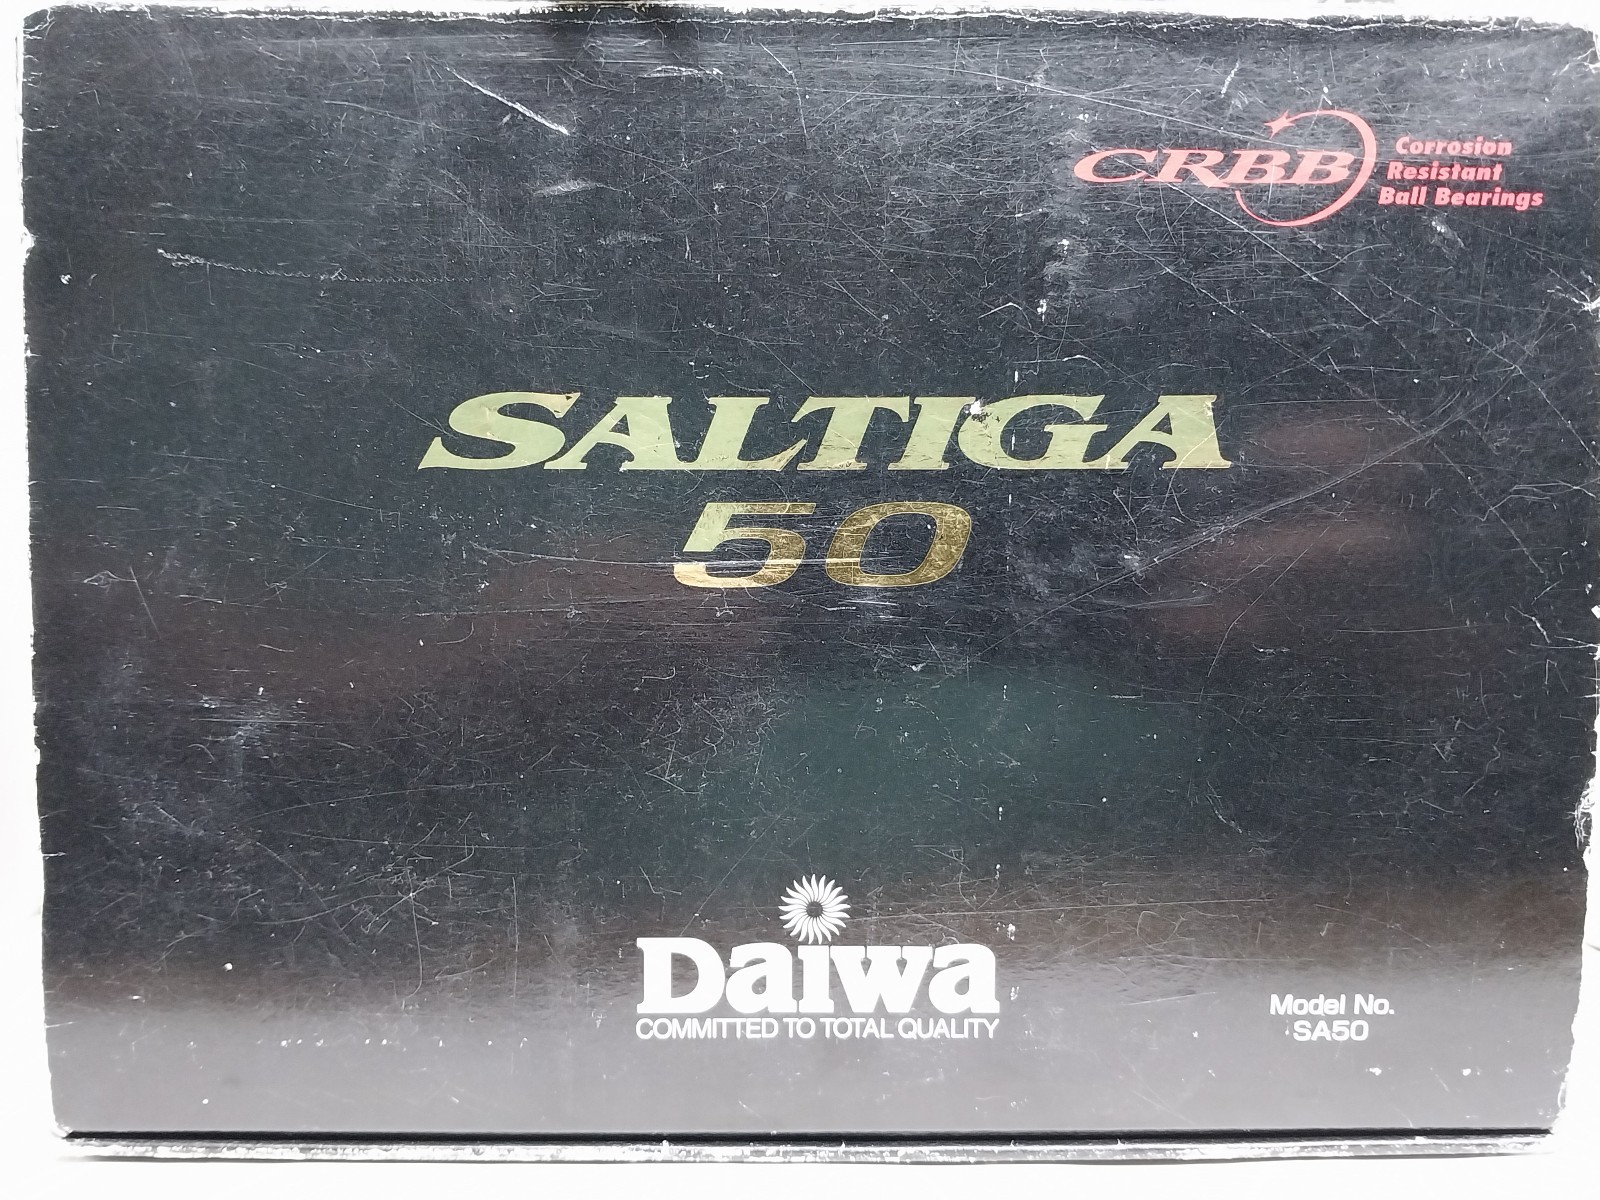 CRBB
Corrosion
Resistant
Ball Bearings
SALTIGA
50
Daiwa
COMMITTED TO TOTAL QUALITY
Model No.
SA50